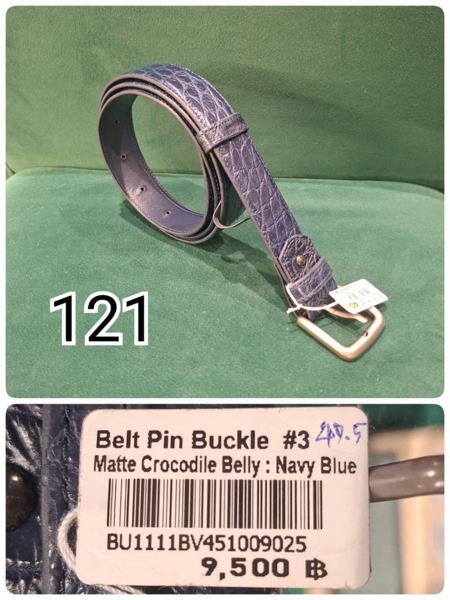 121
Belt Pin Buckle #3 40.5
Matte Crocodile Belly : Navy Blue
BU1111BV451009025
9,500 ฿